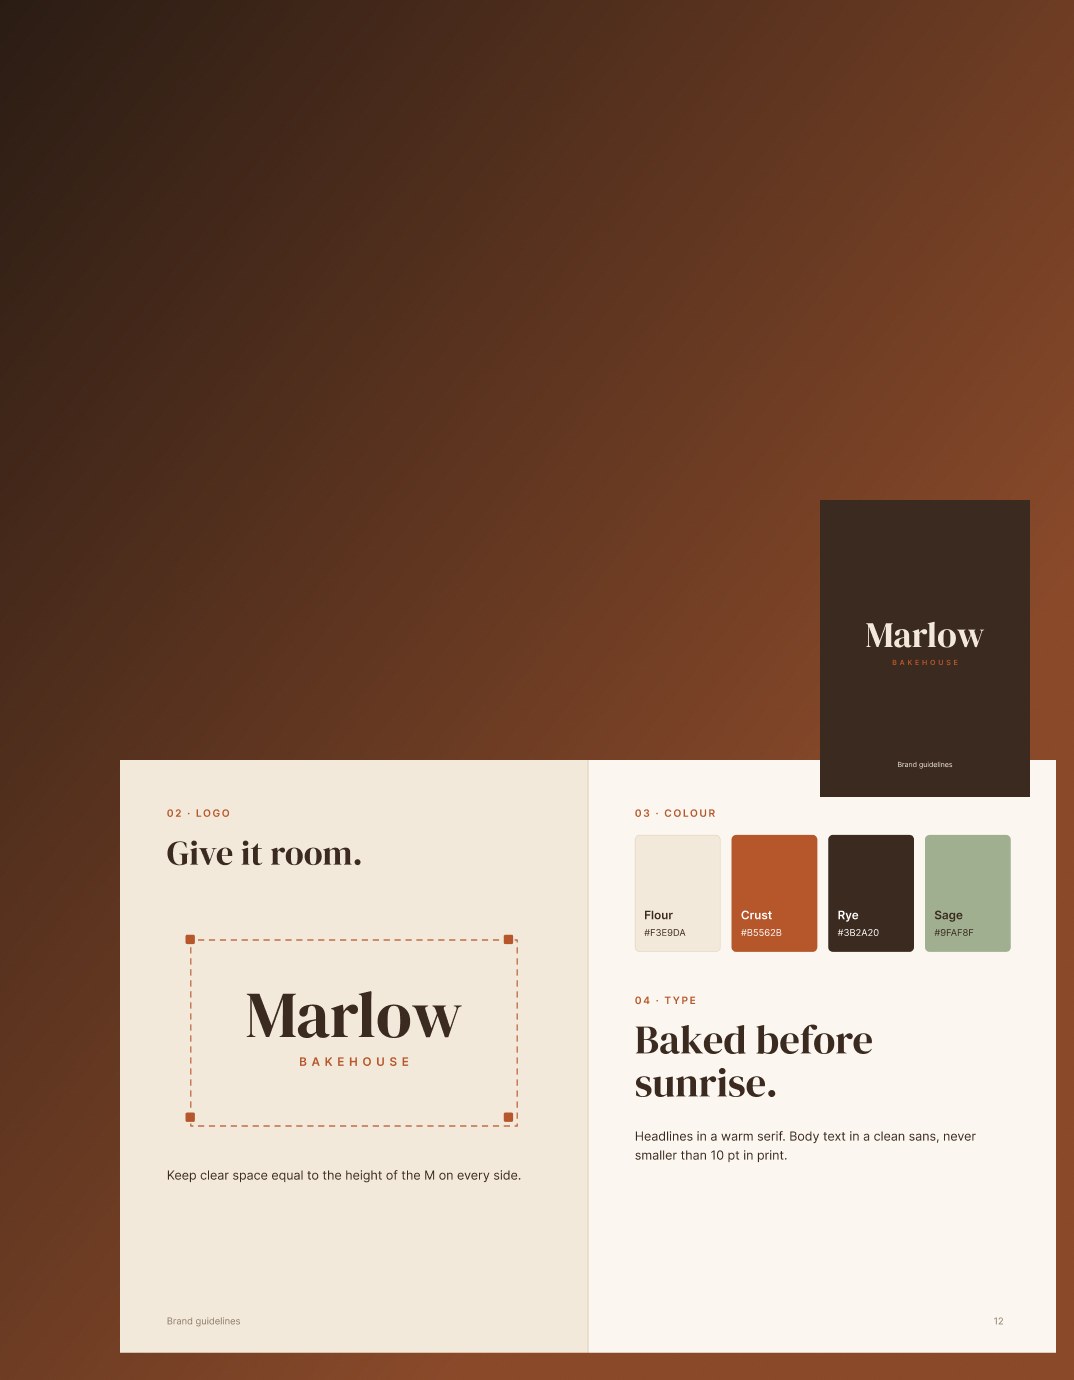 Marlow
BAKEHOUSE
Brand guidelines
02 · LOGO
Give it room.
Marlow
BAKEHOUSE
Keep clear space equal to the height of the M on every side.
Brand guidelines
03 · COLOUR
Flour
#F3E9DA
Crust
#B5562B
Rye
#3B2A20
Sage
#9FAF8F
04 · TYPE
Baked before
sunrise.
Headlines in a warm serif. Body text in a clean sans, never
smaller than 10 pt in print.
12